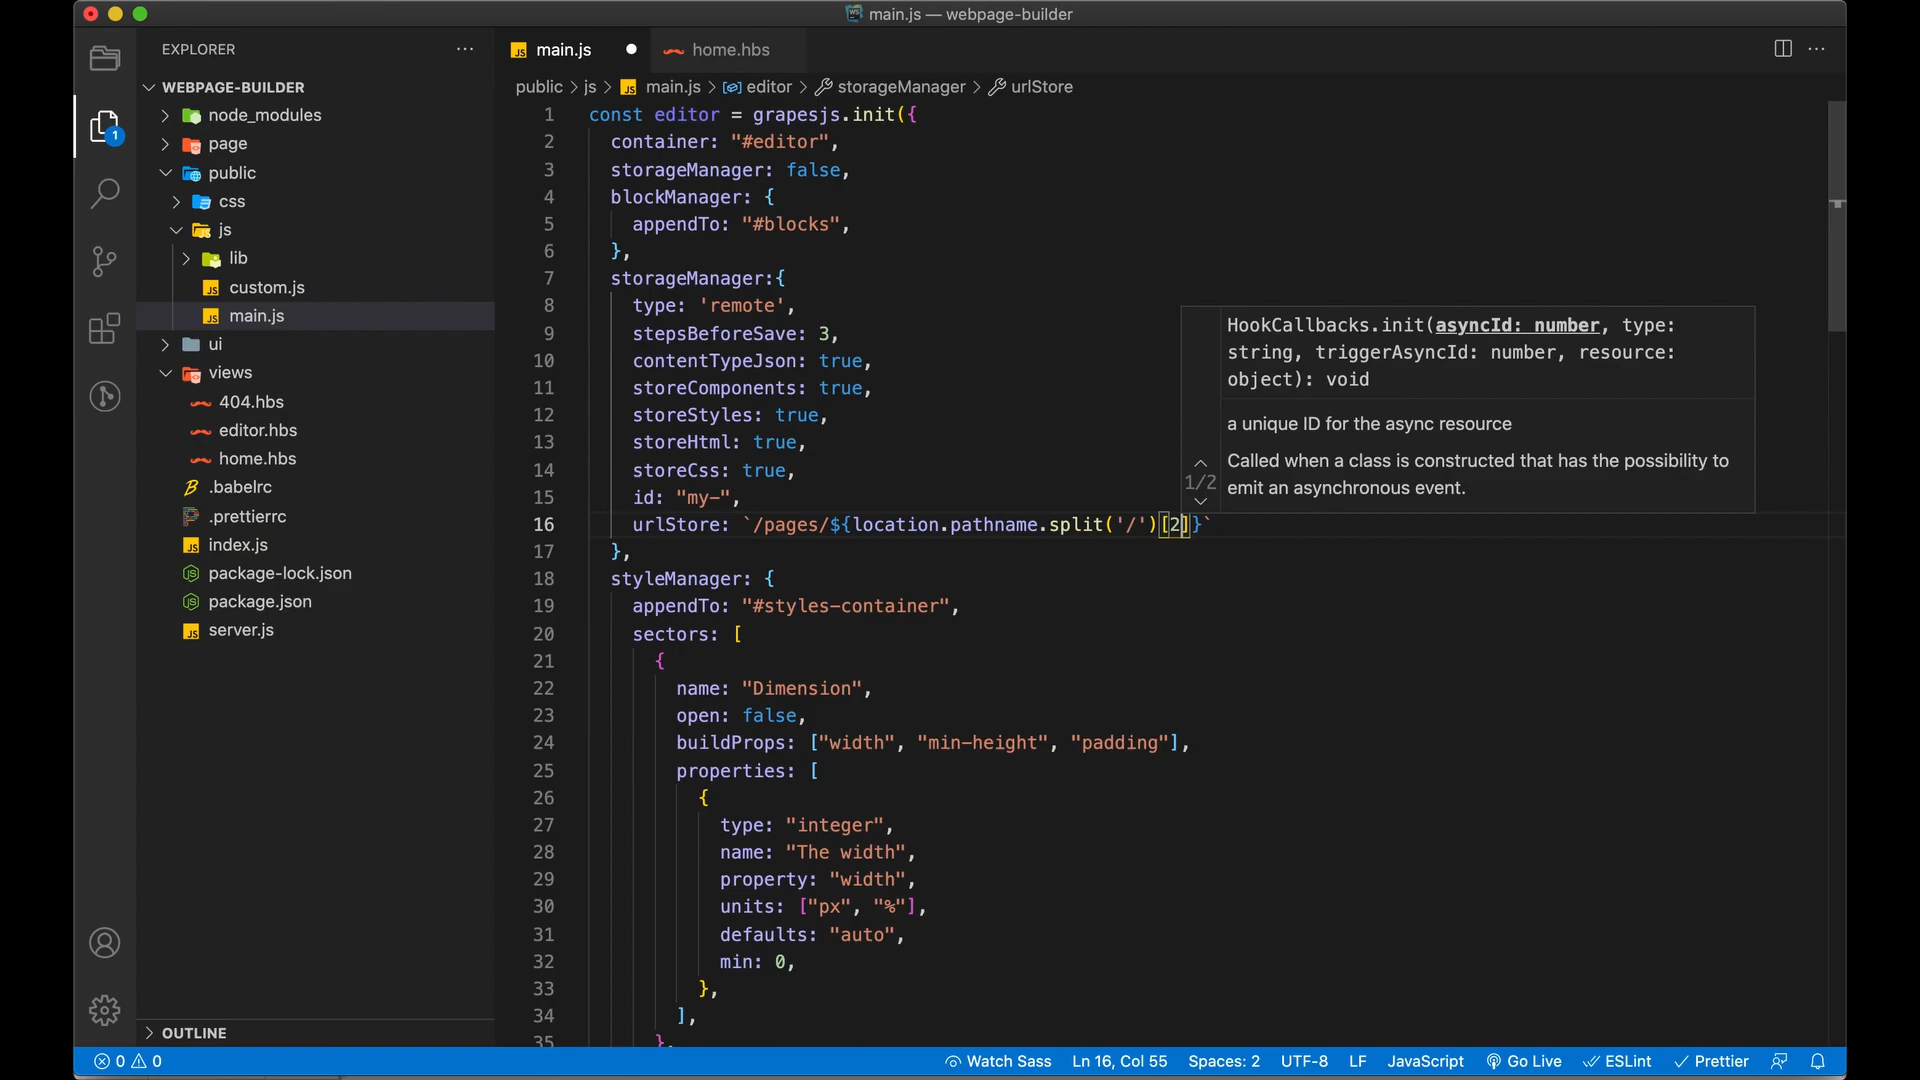 main.js — webpage-builder
EXPLORER
main.js
home.hbs
WEBPAGE-BUILDER
node_modules
page
public
css
js
lib
custom.js
main.js
ui
views
404.hbs
editor.hbs
home.hbs
.babelrc
.prettierrc
index.js
package-lock.json
package.json
server.js
OUTLINE
1
public > js > main.js > editor > storageManager > urlStore
1 const editor = grapesjs.init({
2 container: "#editor",
3 storageManager: false,
4 blockManager: {
5 appendTo: "#blocks",
6 },
7 storageManager:{
8 type: 'remote',
9 stepsBeforeSave: 3,
10 contentTypeJson: true,
11 storeComponents: true,
12 storeStyles: true,
13 storeHtml: true,
14 storeCss: true,
15 id: "my-",
16 urlStore: `/pages/${location.pathname.split('/')[2]}`
17 },
18 styleManager: {
19 appendTo: "#styles-container",
20 sectors: [
21 {
22 name: "Dimension",
23 open: false,
24 buildProps: ["width", "min-height", "padding"],
25 properties: [
26 {
27 type: "integer",
28 name: "The width",
29 property: "width",
30 units: ["px", "%"],
31 defaults: "auto",
32 min: 0,
33 },
34 ],
35 },
HookCallbacks.init(asyncId: number, type:
string, triggerAsyncId: number, resource:
object): void
a unique ID for the async resource
Called when a class is constructed that has the possibility to
emit an asynchronous event.
1/2
0 0 Watch Sass Ln 16, Col 55 Spaces: 2 UTF-8 LF JavaScript Go Live ESLint Prettier